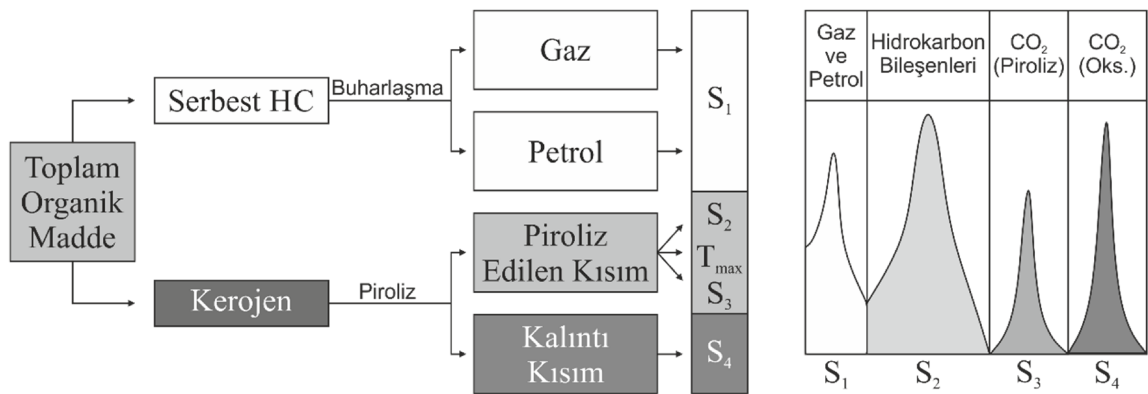 Toplam
Organik
Madde
Serbest HC
Kerojen
Buharlaşma
Piroliz
Gaz
Petrol
Piroliz
Edilen Kısım
Kalıntı
Kısım
S₁
S₂
Tmax
S₃
S₄
Gaz
ve
Petrol
Hidrokarbon
Bileşenleri
CO₂
(Piroliz)
CO₂
(Oks.)
S₁
S₂
S₃
S₄